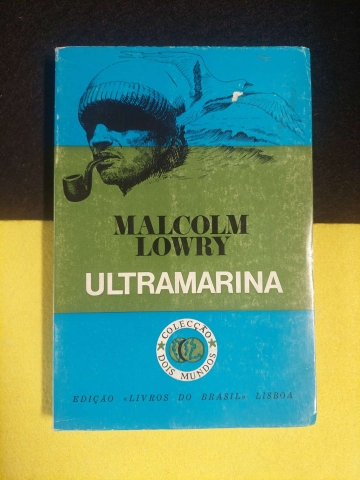 MALCOLM
LOWRY
ULTRAMARINA
COLECÇÃO
DOIS MUNDOS
EDIÇÃO «LIVROS DO BRASIL» LISBOA